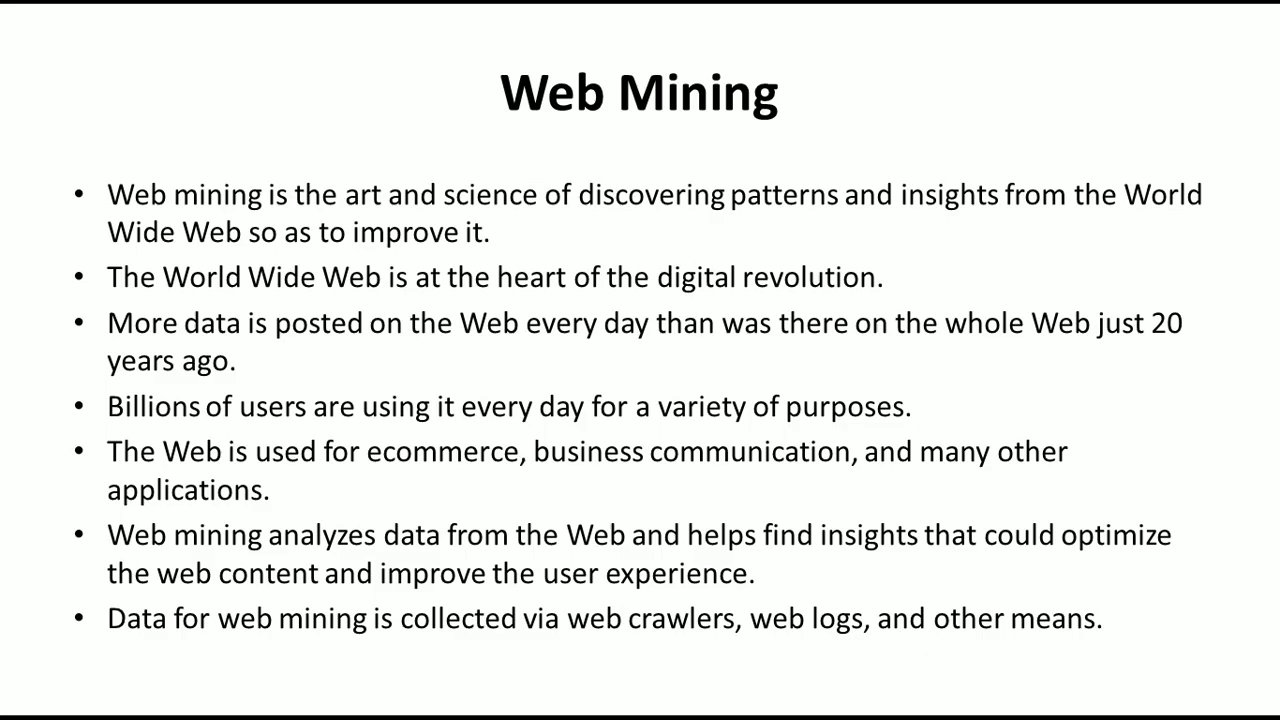 Web Mining
• Web mining is the art and science of discovering patterns and insights from the World
Wide Web so as to improve it.
• The World Wide Web is at the heart of the digital revolution.
• More data is posted on the Web every day than was there on the whole Web just 20
years ago.
• Billions of users are using it every day for a variety of purposes.
• The Web is used for ecommerce, business communication, and many other
applications.
• Web mining analyzes data from the Web and helps find insights that could optimize
the web content and improve the user experience.
• Data for web mining is collected via web crawlers, web logs, and other means.